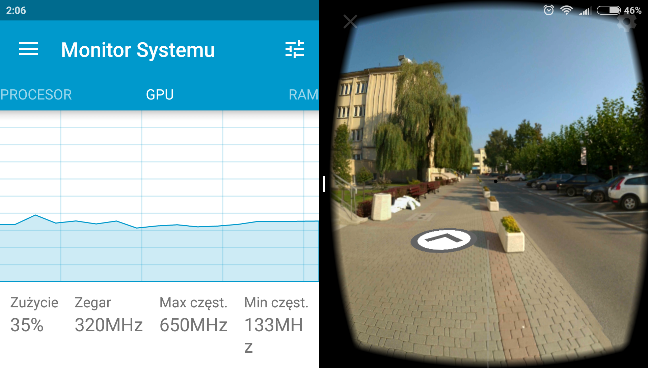 2:06
46%
Monitor Systemu
PROCESOR
GPU
RAM
Zużycie
Zegar
Max częst.
Min częst.
35%
320MHz
650MHz
133MH
z